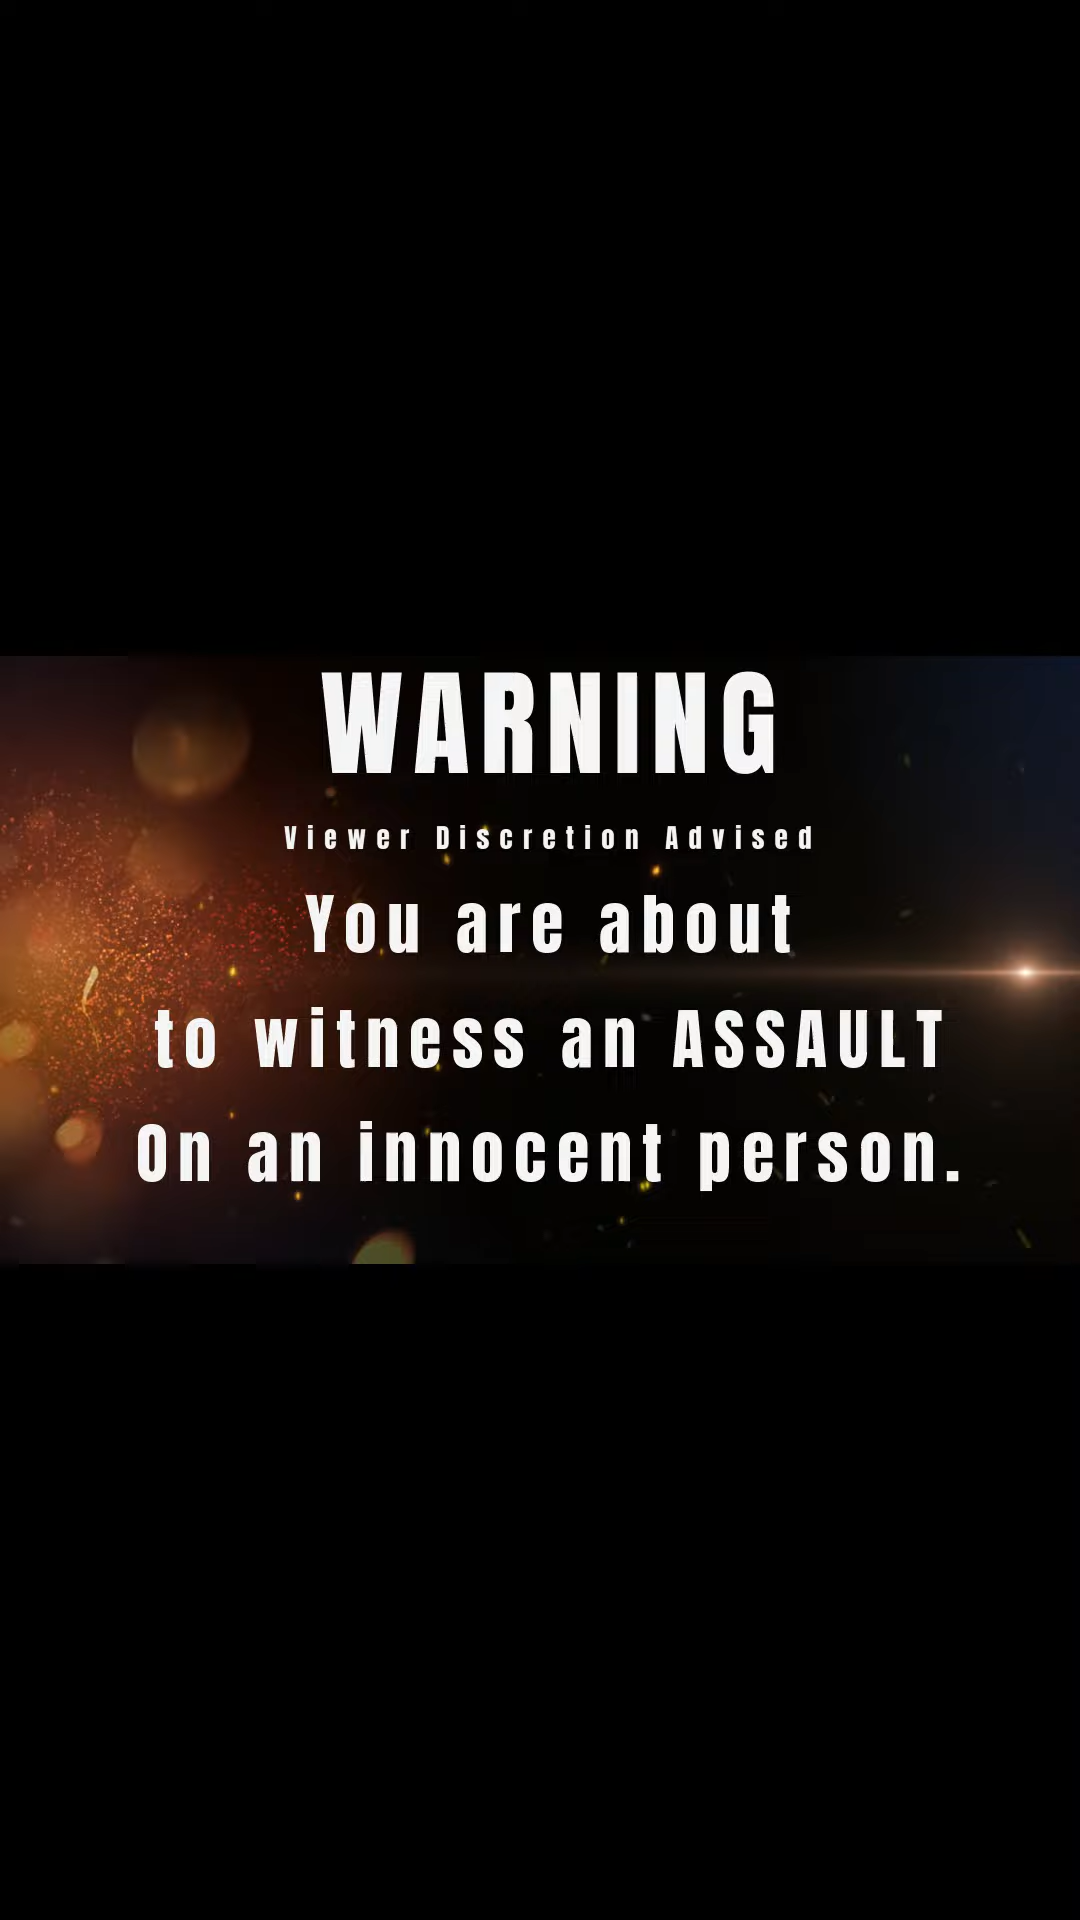 WARNING
Viewer Discretion Advised
You are about
to witness an ASSAULT
On an innocent person.